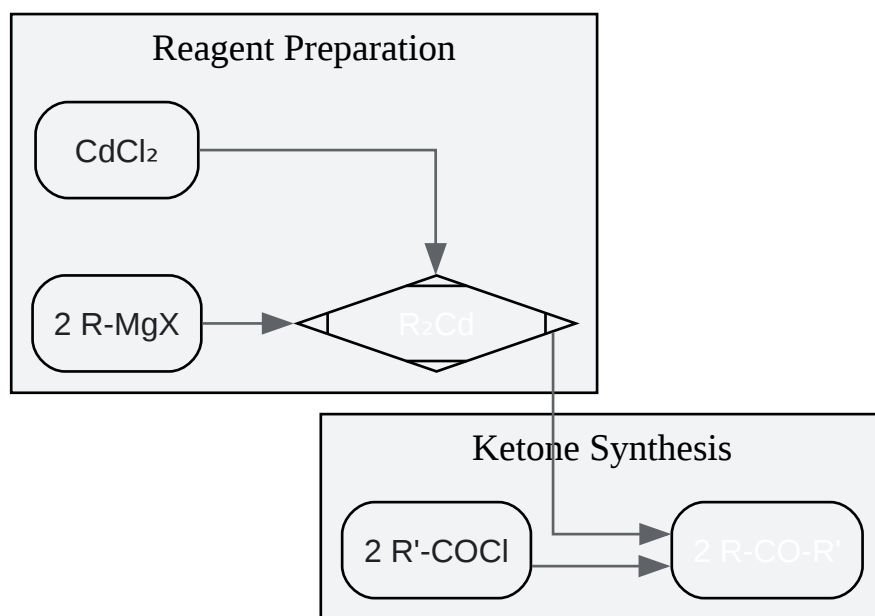 Reagent Preparation
CdCl₂
2 R-MgX
R₂Cd
Ketone Synthesis
2 R'-COCl
2 R-CO-R'